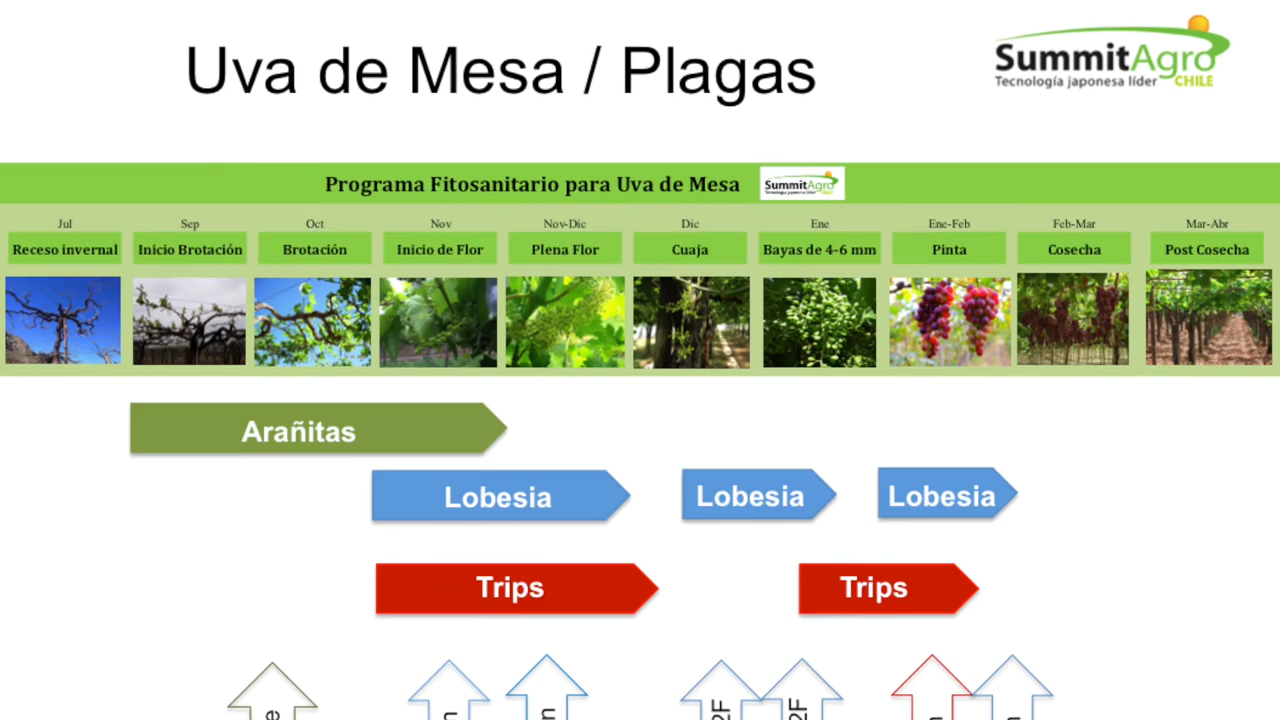 Uva de Mesa / Plagas
SummitAgro
Tecnología japonesa líder CHILE
Programa Fitosanitario para Uva de Mesa
SummitAgro
Jul Sep Oct Nov Nov-Dic Dic Ene Ene-Feb Feb-Mar Mar-Abr
Receso invernal Inicio Brotación Brotación Inicio de Flor Plena Flor Cuaja Bayas de 4-6 mm Pinta Cosecha Post Cosecha
Arañitas
Lobesia Lobesia Lobesia
Trips Trips